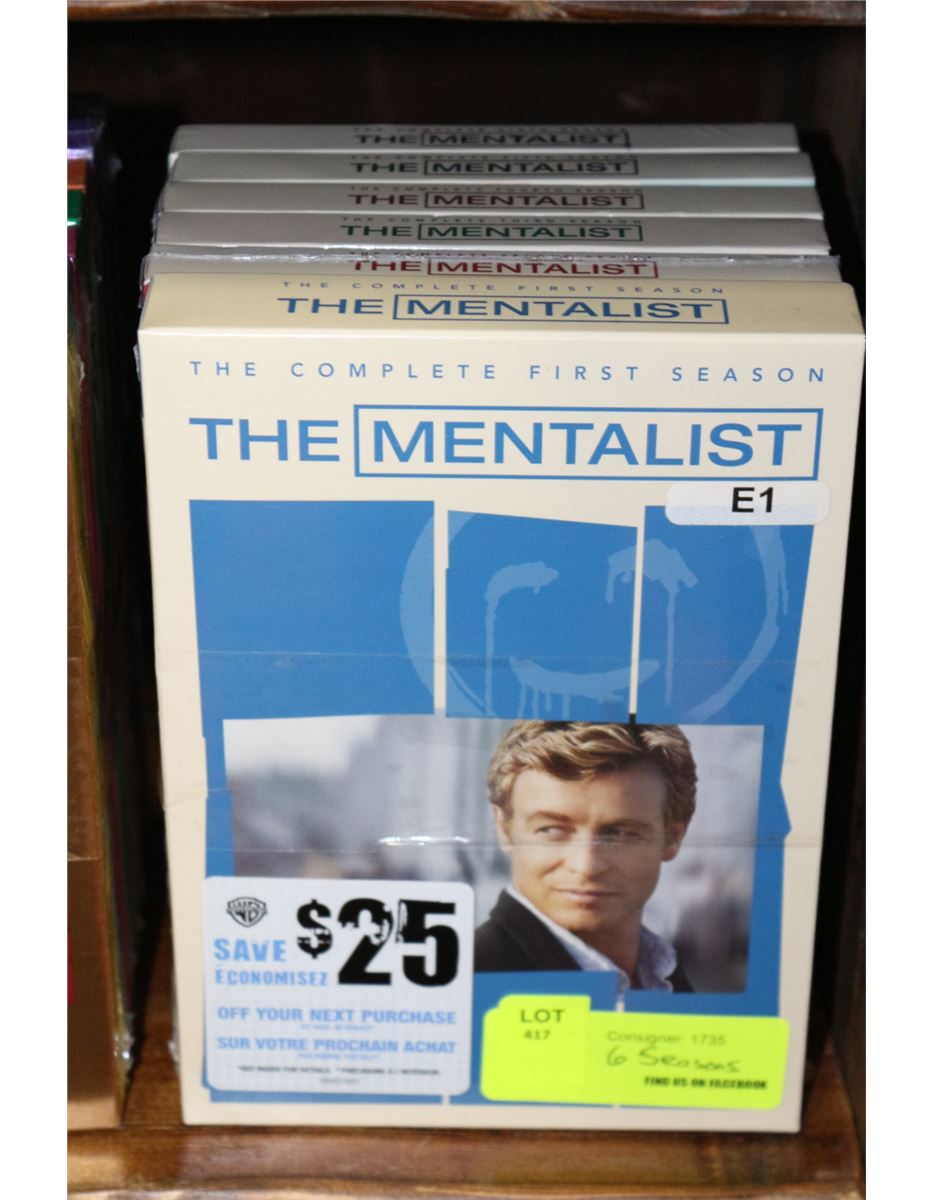 THE MENTALIST
THE MENTALIST
THE COMPLETE FOURTH SEASON
THE MENTALIST
THE COMPLETE THIRD SEASON
THE MENTALIST
THE MENTALIST
THE COMPLETE FIRST SEASON
THE MENTALIST
THE COMPLETE FIRST SEASON
THE MENTALIST
E1
SAVE
ÉCONOMISEZ
$25
OFF YOUR NEXT PURCHASE
SUR VOTRE PROCHAIN ACHAT
LOT
417
Consigner: 1735
6 Seasons
FIND US ON FACEBOOK